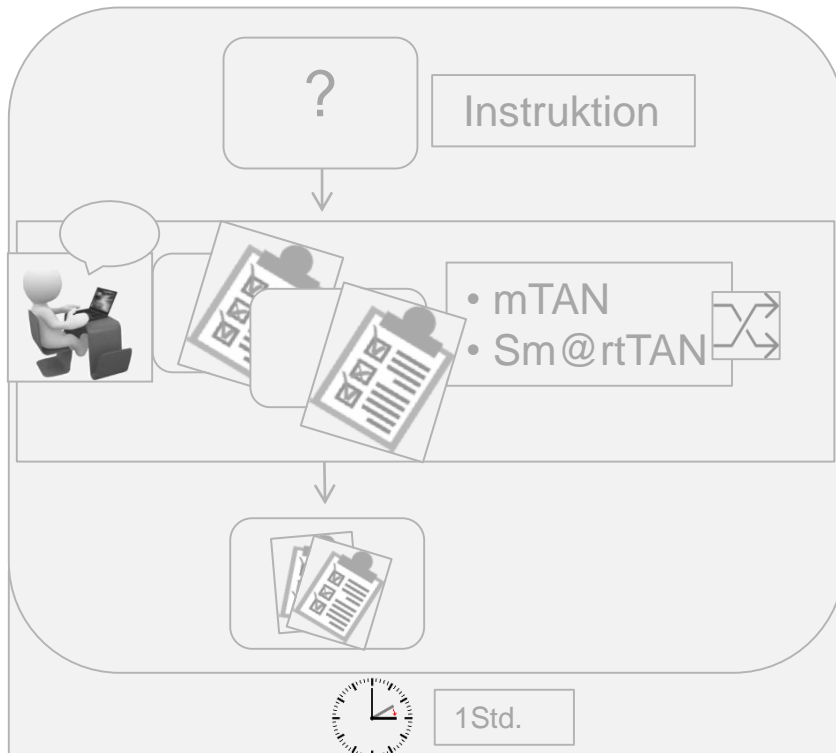 ?
Instruktion
• mTAN
• Sm@rtTAN
1Std.